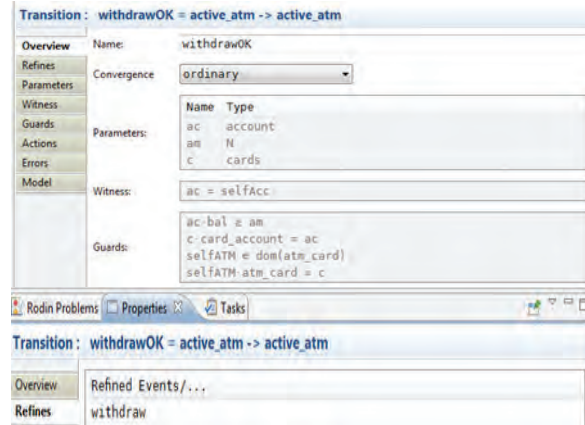 Transition : withdrawOK = active_atm -> active_atm
Overview
Name: withdrawOK
Refines
Convergence ordinary
Parameters
Witness
Guards
Actions
Errors
Model
Parameters:
Name Type
ac account
am N
c cards
Witness: ac = selfAcc
Guards:
ac·bal ≥ am
c·card_account = ac
selfATM ∈ dom(atm_card)
selfATM·atm_card = c
Rodin Problems Properties Tasks
Transition : withdrawOK = active_atm -> active_atm
Overview
Refined Events/...
Refines
withdraw